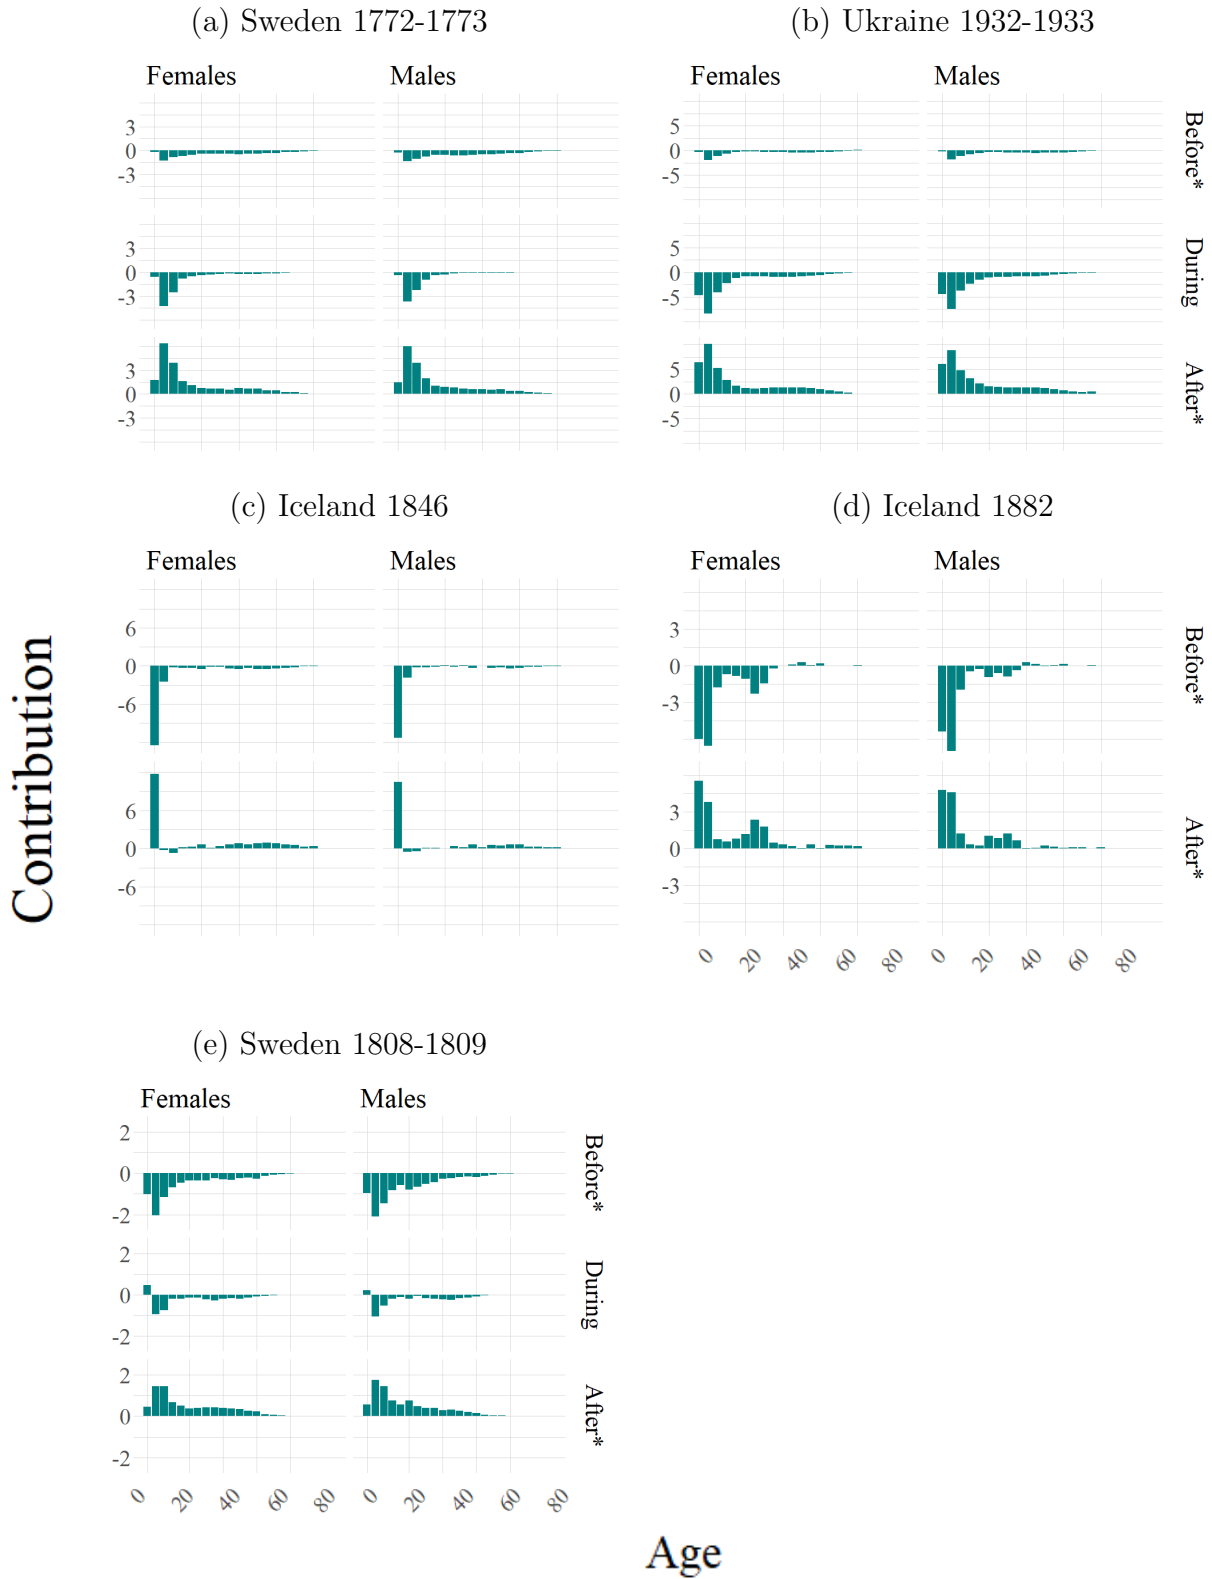 (a) Sweden 1772-1773
Females Males
3
0
-3
Before*
3
0
-3
During
3
0
-3
After*
(b) Ukraine 1932-1933
Females Males
5
0
-5
Before*
5
0
-5
During
5
0
-5
After*
(c) Iceland 1846
Females Males
6
0
-6
6
0
-6
(d) Iceland 1882
Females Males
3
0
-3
Before*
3
0
-3
After*
0 20 40 60 80 0 20 40 60 80
Contribution
(e) Sweden 1808-1809
Females Males
2
0
-2
Before*
2
0
-2
During
2
0
-2
After*
0 20 40 60 80 0 20 40 60 80
Age